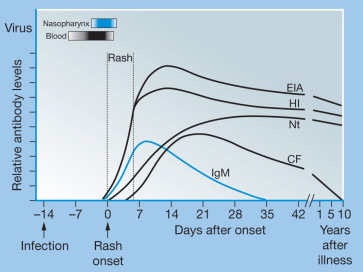 Nasopharynx
Virus
Blood
Rash
Relative antibody levels
EIA
HI
Nt
CF
IgM
–14 –7 0 7 14 21 28 35 42 1 5 10
Days after onset
Infection
Rash
onset
Years
after
illness